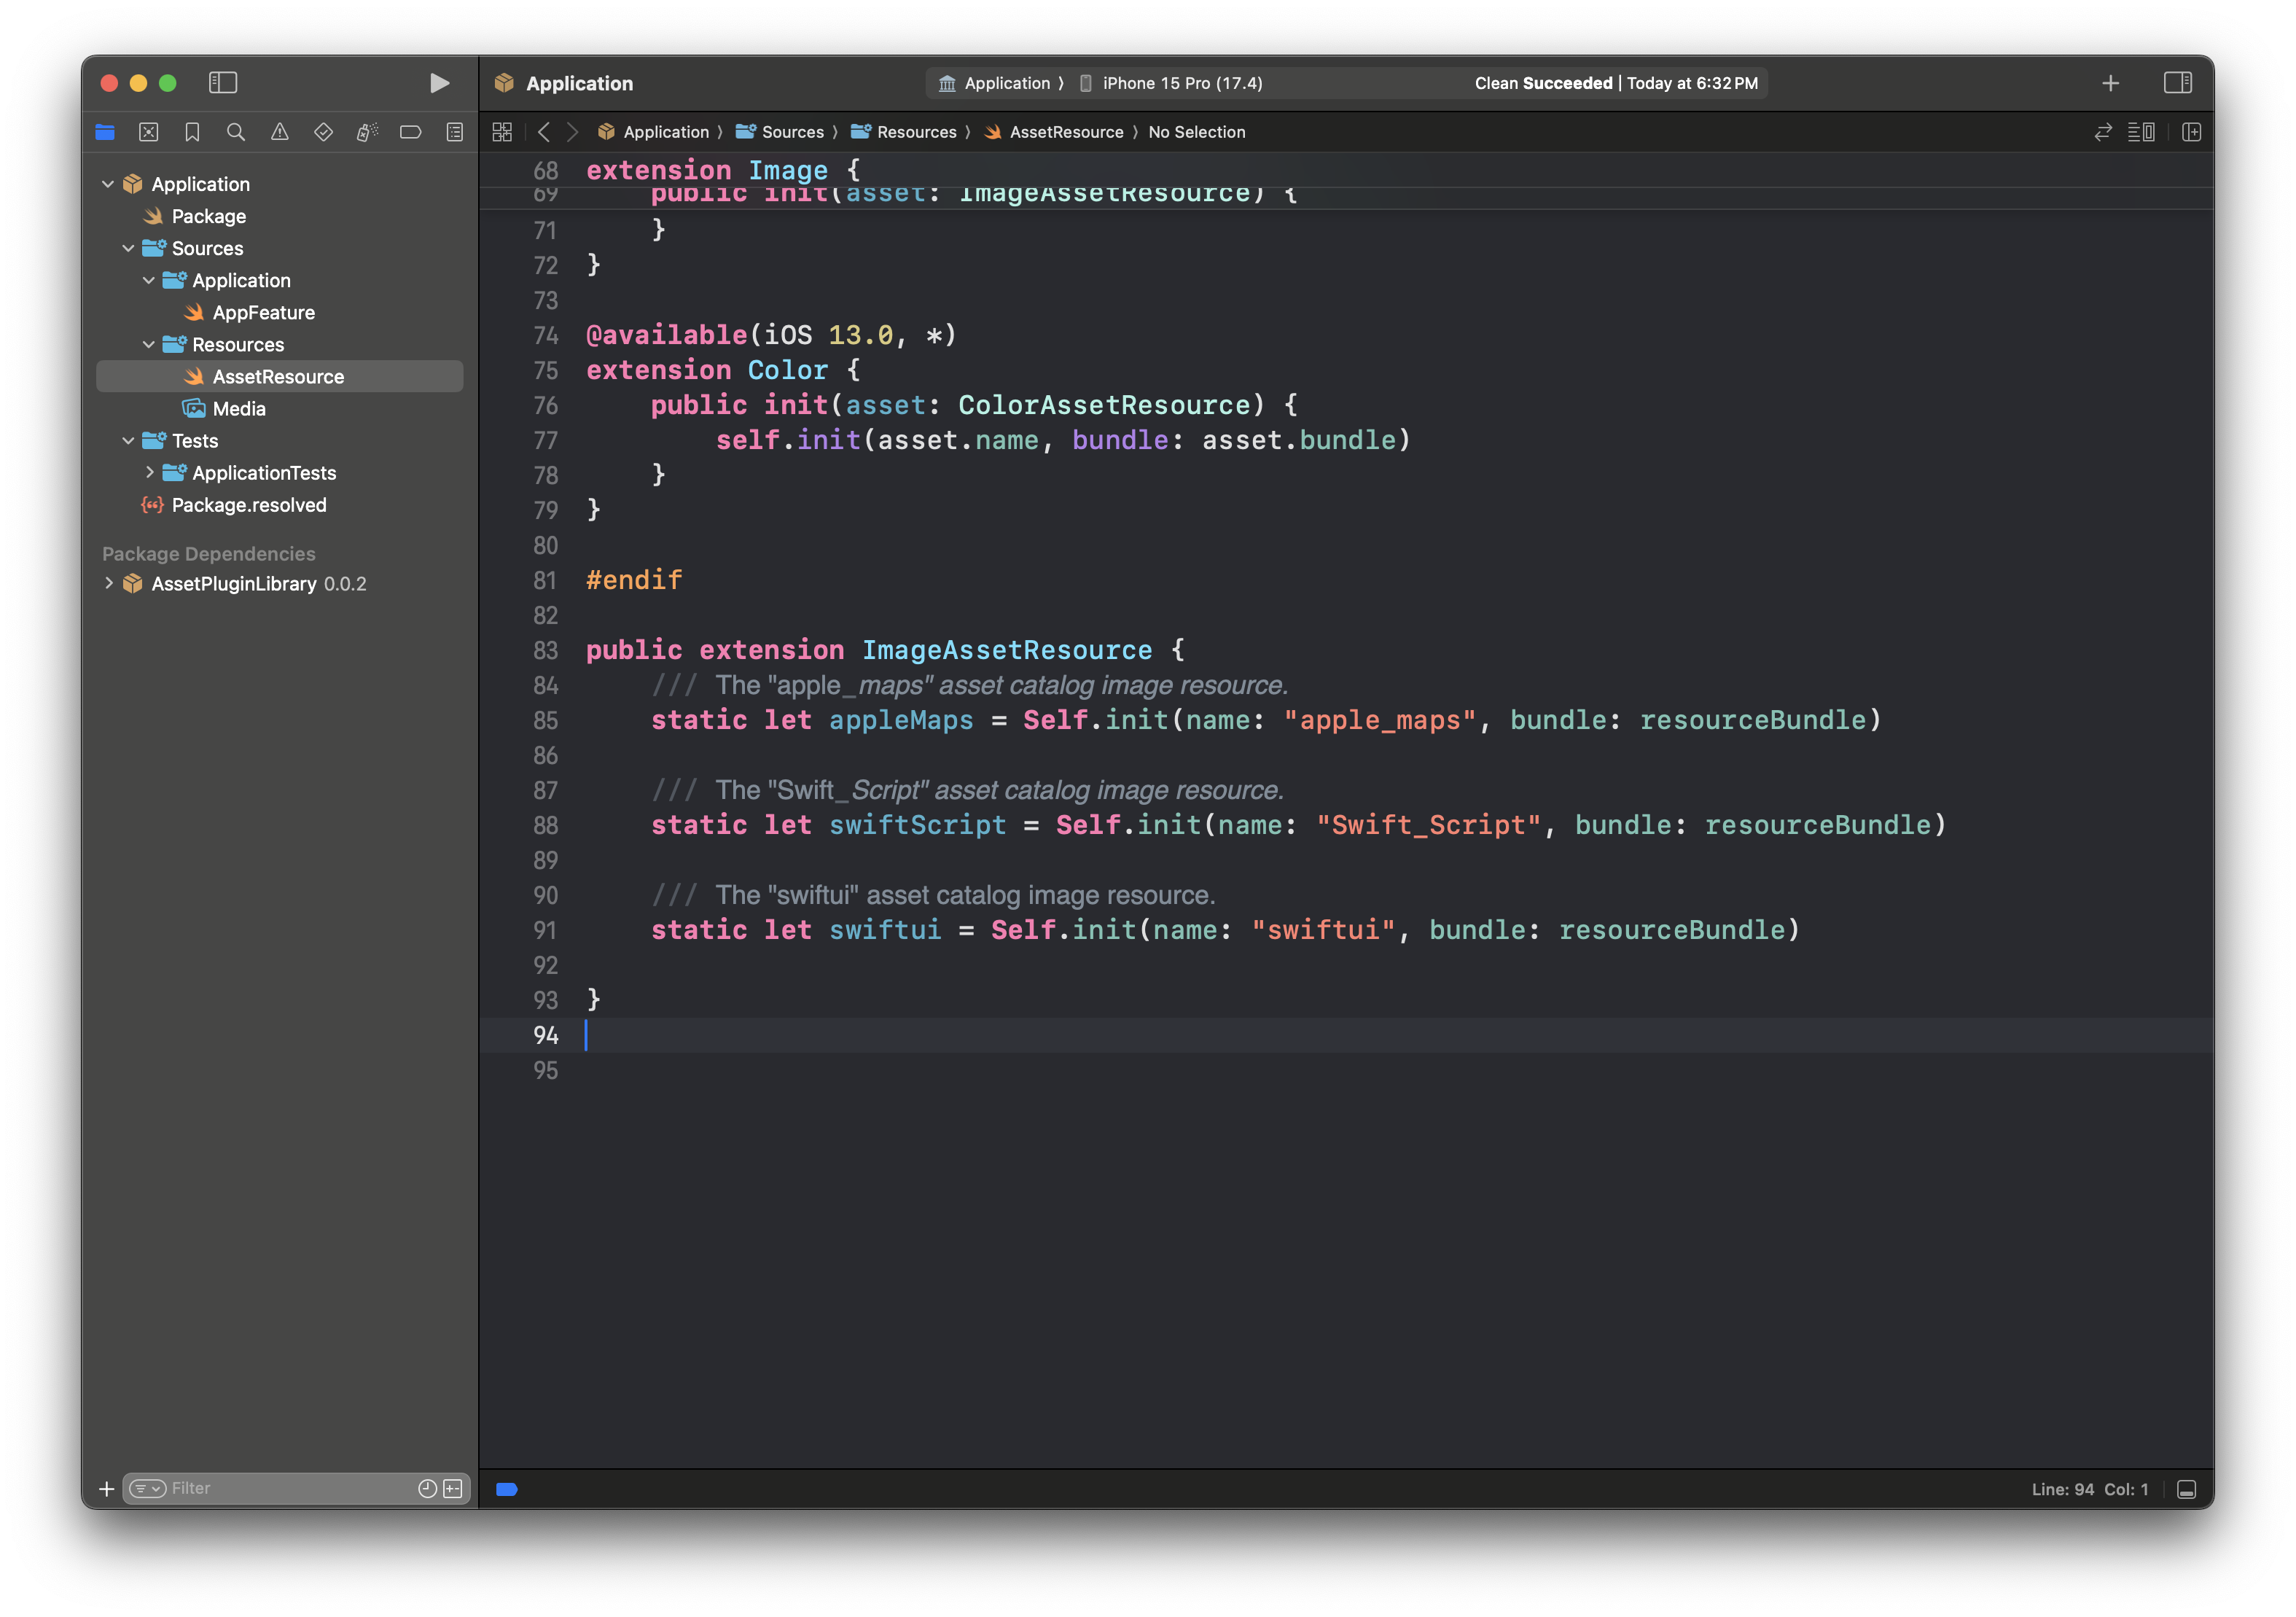 Application
Application 〉 iPhone 15 Pro (17.4)
Clean Succeeded | Today at 6:32 PM
Application 〉 Sources 〉 Resources 〉 AssetResource 〉 No Selection
Application
Package
Sources
Application
AppFeature
Resources
AssetResource
Media
Tests
ApplicationTests
Package.resolved
Package Dependencies
AssetPluginLibrary 0.0.2
Filter
68 extension Image {
69 public init(asset: ImageAssetResource) {
71 }
72 }
73
74 @available(iOS 13.0, *)
75 extension Color {
76 public init(asset: ColorAssetResource) {
77 self.init(asset.name, bundle: asset.bundle)
78 }
79 }
80
81 #endif
82
83 public extension ImageAssetResource {
84 /// The "apple_maps" asset catalog image resource.
85 static let appleMaps = Self.init(name: "apple_maps", bundle: resourceBundle)
86
87 /// The "Swift_Script" asset catalog image resource.
88 static let swiftScript = Self.init(name: "Swift_Script", bundle: resourceBundle)
89
90 /// The "swiftui" asset catalog image resource.
91 static let swiftui = Self.init(name: "swiftui", bundle: resourceBundle)
92
93 }
94
95
Line: 94 Col: 1